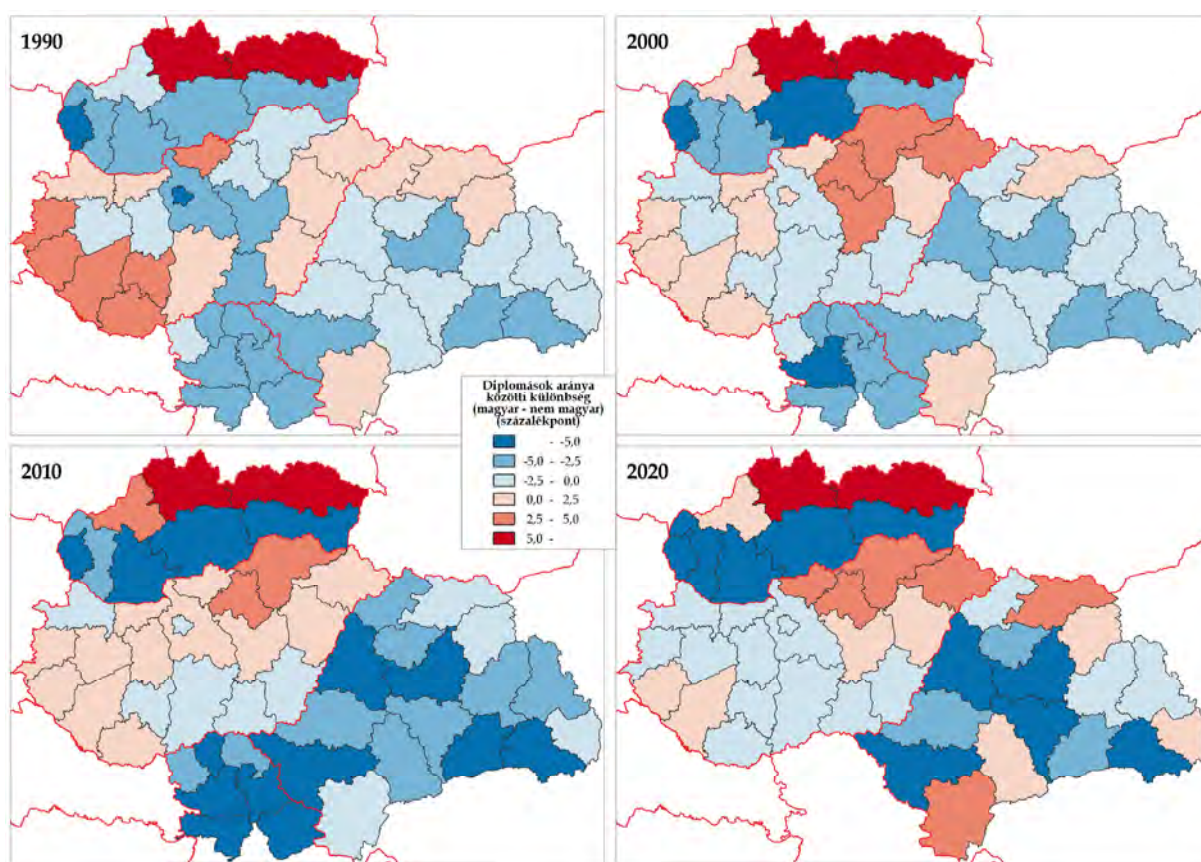 1990
2000
Diplomások aránya
közötti különbség
(magyar - nem magyar)
(százalékpont)
- -5,0
-5,0 - -2,5
-2,5 - 0,0
0,0 - 2,5
2,5 - 5,0
5,0 -
2010
2020